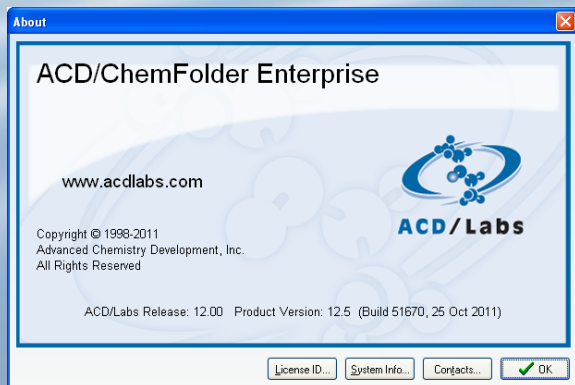 About
ACD/ChemFolder Enterprise
www.acdlabs.com
ACD/Labs
Copyright © 1998-2011
Advanced Chemistry Development, Inc.
All Rights Reserved
ACD/Labs Release: 12.00 Product Version: 12.5 (Build 51670, 25 Oct 2011)
License ID... System Info... Contacts... OK